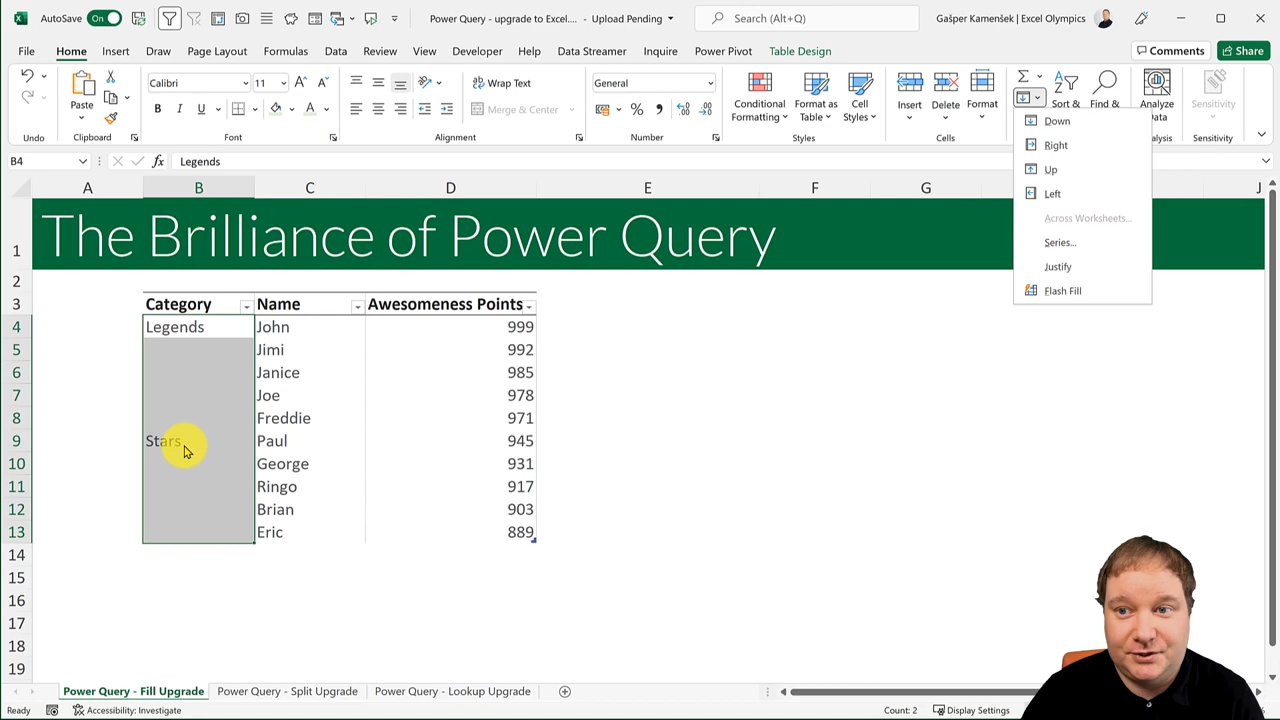 AutoSave On Power Query - upgrade to Excel.... - Upload Pending Search (Alt+Q) Gašper Kamenšek | Excel Olympics
File Home Insert Draw Page Layout Formulas Data Review View Developer Help Data Streamer Inquire Power Pivot Table Design Comments Share
Calibri 11 Wrap Text General
Paste B I U Merge & Center % Conditional Formatting Format as Table Cell Styles Insert Delete Format Sort & Find & Analyze Data Sensitivity
Undo Clipboard Font Alignment Number Styles Cells Sensitivity
Down
Right
Up
Left
Across Worksheets...
Series...
Justify
Flash Fill
B4 fx Legends
A B C D E F G J
1 The Brilliance of Power Query
2
3 Category Name Awesomeness Points
4 Legends John 999
5 Jimi 992
6 Janice 985
7 Joe 978
8 Freddie 971
9 Stars Paul 945
10 George 931
11 Ringo 917
12 Brian 903
13 Eric 889
14
15
16
17
18
19
Power Query - Fill Upgrade Power Query - Split Upgrade Power Query - Lookup Upgrade
Ready Accessibility: Investigate Count: 2 Display Settings